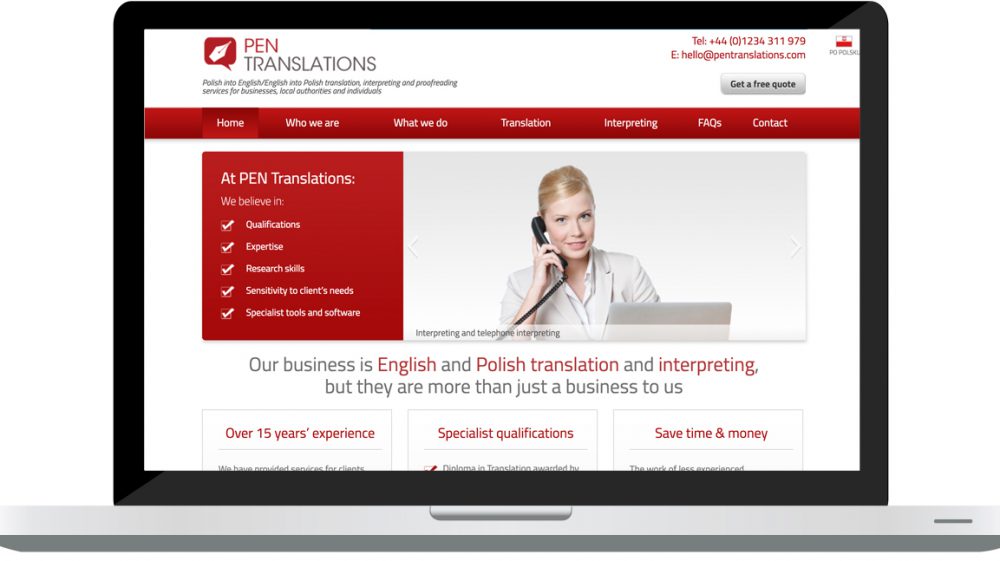 PEN
TRANSLATIONS
Polish into English/English into Polish translation, interpreting and proofreading
services for businesses, local authorities and individuals
Tel: +44 (0)1234 311 979
E: hello@pentranslations.com
PO POLSKU
Get a free quote
Home Who we are What we do Translation Interpreting FAQs Contact
At PEN Translations:
We believe in:
Qualifications
Expertise
Research skills
Sensitivity to client's needs
Specialist tools and software
Interpreting and telephone interpreting
Our business is English and Polish translation and interpreting,
but they are more than just a business to us
Over 15 years' experience
Specialist qualifications
Save time & money
We have provided services for clients
Diploma in Translation awarded by
The work of less experienced